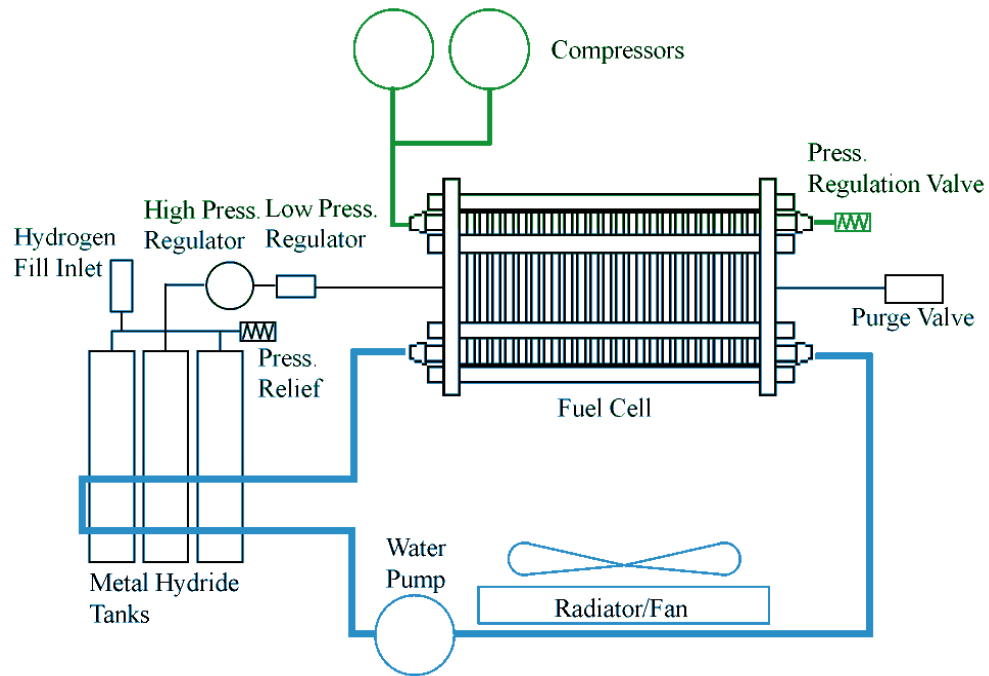 Compressors
Press.
Regulation Valve
High Press.
Regulator
Low Press.
Regulator
Hydrogen
Fill Inlet
Purge Valve
Press.
Relief
Fuel Cell
Water
Pump
Metal Hydride
Tanks
Radiator/Fan